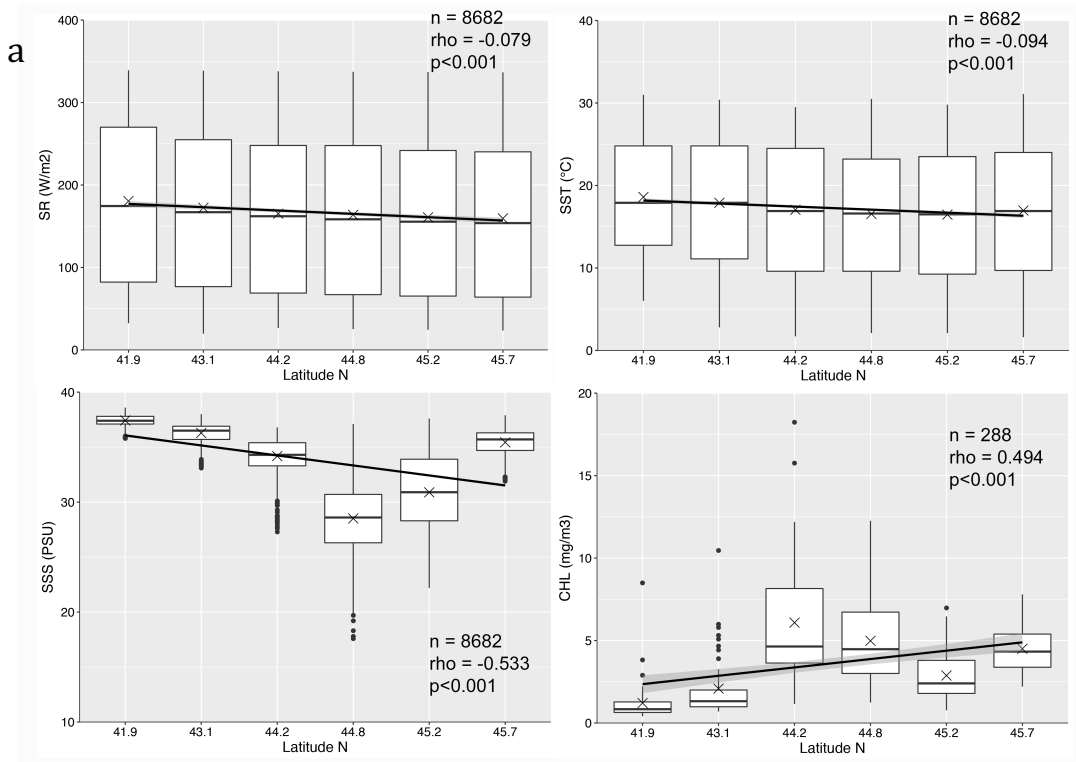 a
400
300
200
100
0
SR (W/m2)
n = 8682
rho = -0.079
p<0.001
41.9 43.1 44.2 44.8 45.2 45.7
Latitude N
40
30
20
10
0
SST (°C)
n = 8682
rho = -0.094
p<0.001
41.9 43.1 44.2 44.8 45.2 45.7
Latitude N
40
30
20
10
SSS (PSU)
n = 8682
rho = -0.533
p<0.001
41.9 43.1 44.2 44.8 45.2 45.7
Latitude N
20
15
10
5
0
CHL (mg/m3)
n = 288
rho = 0.494
p<0.001
41.9 43.1 44.2 44.8 45.2 45.7
Latitude N